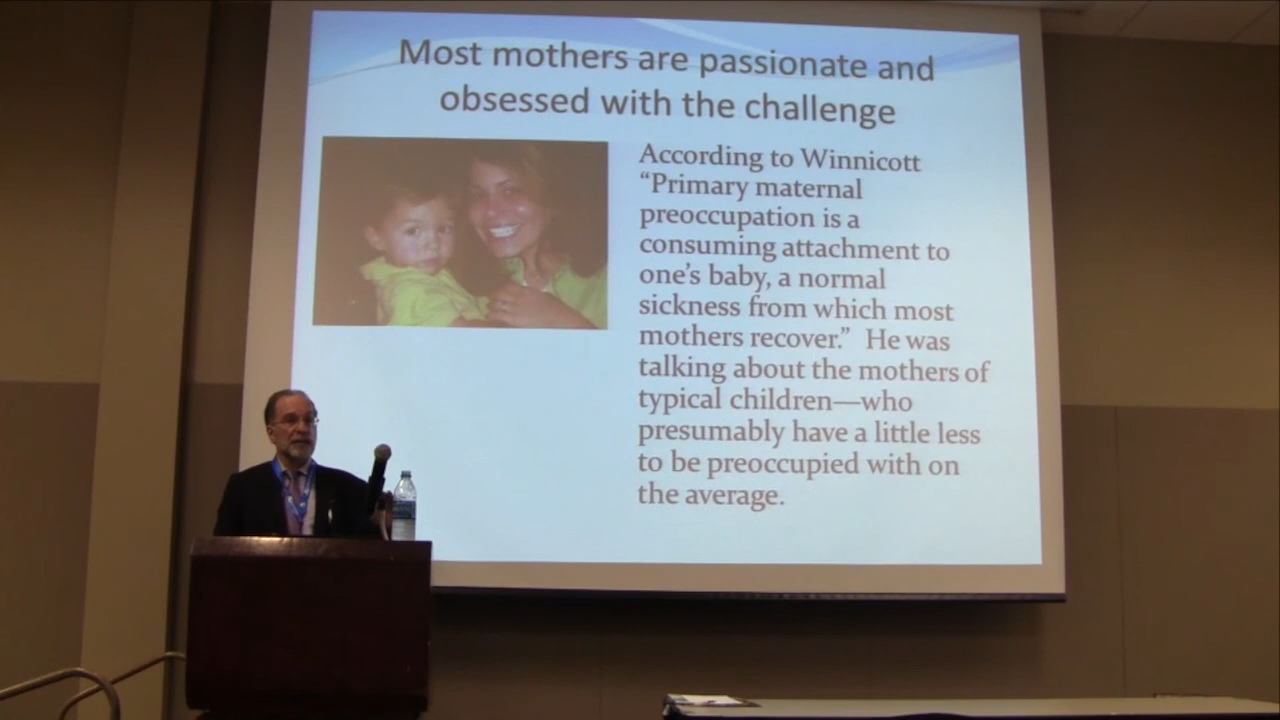 Most mothers are passionate and
obsessed with the challenge
According to Winnicott
“Primary maternal
preoccupation is a
consuming attachment to
one’s baby, a normal
sickness from which most
mothers recover.” He was
talking about the mothers of
typical children—who
presumably have a little less
to be preoccupied with on
the average.